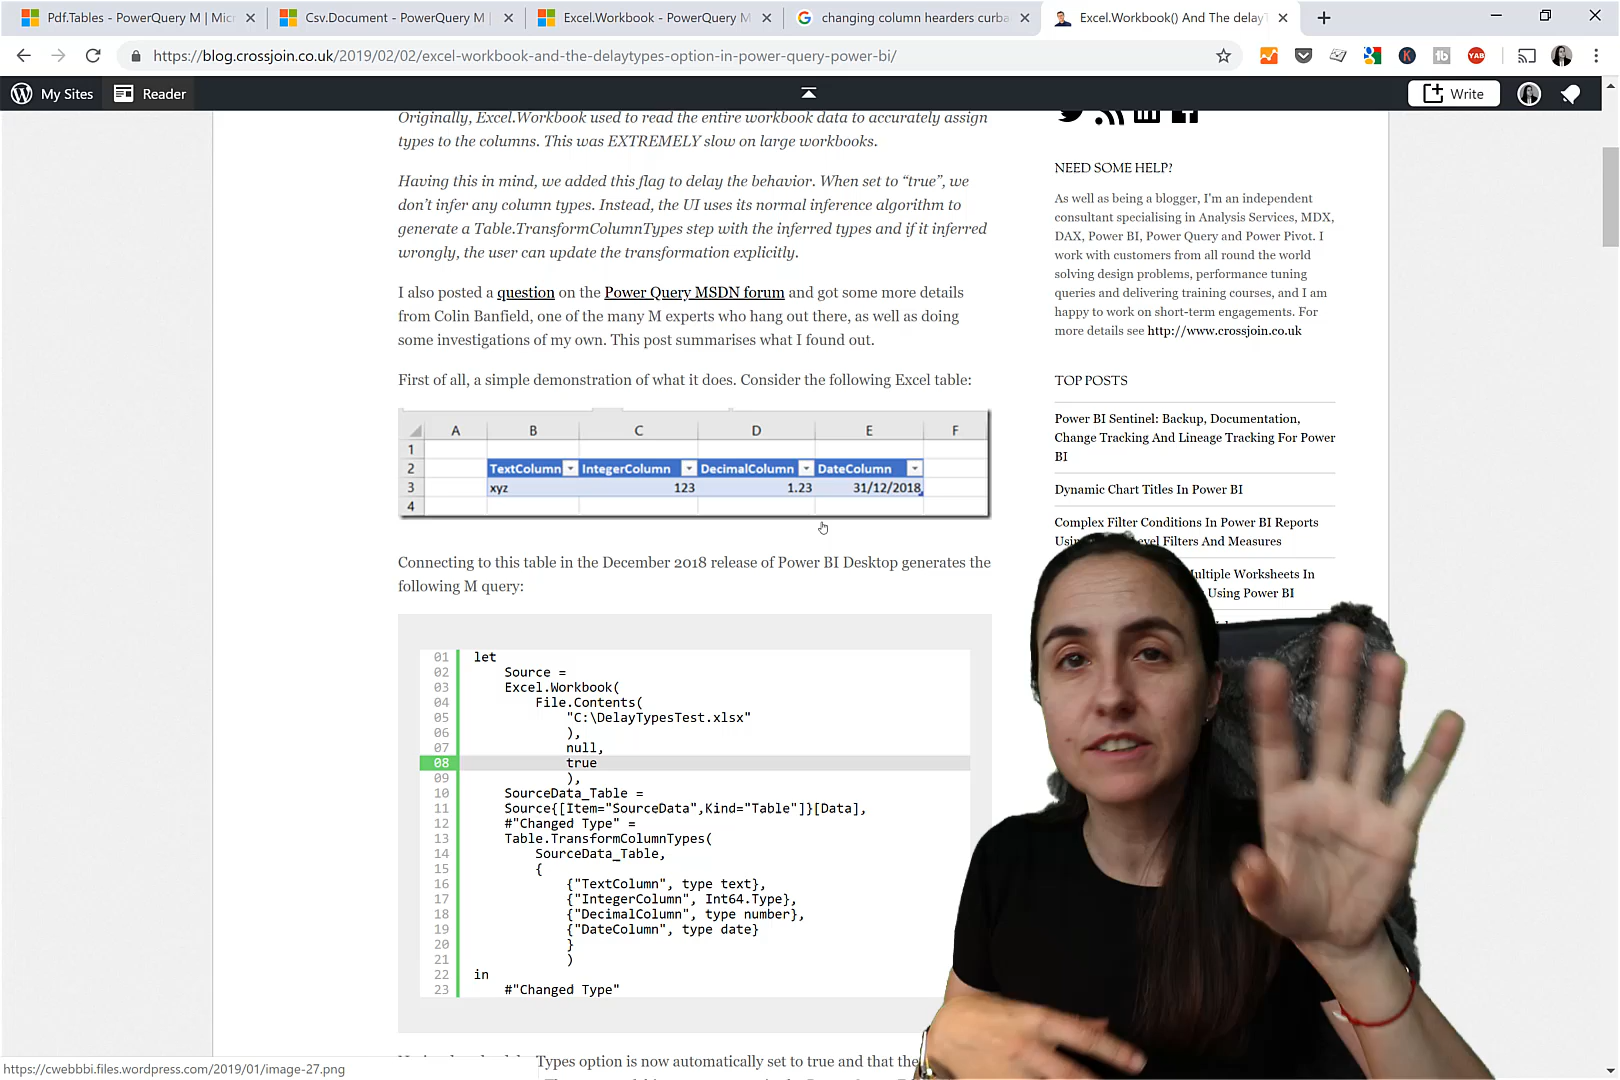 Pdf.Tables - PowerQuery M | Micr
Csv.Document - PowerQuery M |
Excel.Workbook - PowerQuery M
changing column hearders curba
Excel.Workbook() And The delayT
https://blog.crossjoin.co.uk/2019/02/02/excel-workbook-and-the-delaytypes-option-in-power-query-power-bi/
My Sites
Reader
Write
Originally, Excel.Workbook used to read the entire workbook data to accurately assign
types to the columns. This was EXTREMELY slow on large workbooks.
Having this in mind, we added this flag to delay the behavior. When set to “true”, we
don’t infer any column types. Instead, the UI uses its normal inference algorithm to
generate a Table.TransformColumnTypes step with the inferred types and if it inferred
wrongly, the user can update the transformation explicitly.
I also posted a question on the Power Query MSDN forum and got some more details
from Colin Banfield, one of the many M experts who hang out there, as well as doing
some investigations of my own. This post summarises what I found out.
First of all, a simple demonstration of what it does. Consider the following Excel table:
A B C D E F
1
2 TextColumn IntegerColumn DecimalColumn DateColumn
3 xyz 123 1.23 31/12/2018
4
Connecting to this table in the December 2018 release of Power BI Desktop generates the
following M query:
01 let
02 Source =
03 Excel.Workbook(
04 File.Contents(
05 "C:\DelayTypesTest.xlsx"
06 ),
07 null,
08 true
09 ),
10 SourceData_Table =
11 Source{[Item="SourceData",Kind="Table"]}[Data],
12 #"Changed Type" =
13 Table.TransformColumnTypes(
14 SourceData_Table,
15 {
16 {"TextColumn", type text},
17 {"IntegerColumn", Int64.Type},
18 {"DecimalColumn", type number},
19 {"DateColumn", type date}
20 }
21 )
22 in
23 #"Changed Type"
Types option is now automatically set to true and that the
NEED SOME HELP?
As well as being a blogger, I'm an independent
consultant specialising in Analysis Services, MDX,
DAX, Power BI, Power Query and Power Pivot. I
work with customers from all round the world
solving design problems, performance tuning
queries and delivering training courses, and I am
happy to work on short-term engagements. For
more details see http://www.crossjoin.co.uk
TOP POSTS
Power BI Sentinel: Backup, Documentation,
Change Tracking And Lineage Tracking For Power
BI
Dynamic Chart Titles In Power BI
Complex Filter Conditions In Power BI Reports
Level Filters And Measures
Multiple Worksheets In
Using Power BI
https://cwebbbi.files.wordpress.com/2019/01/image-27.png